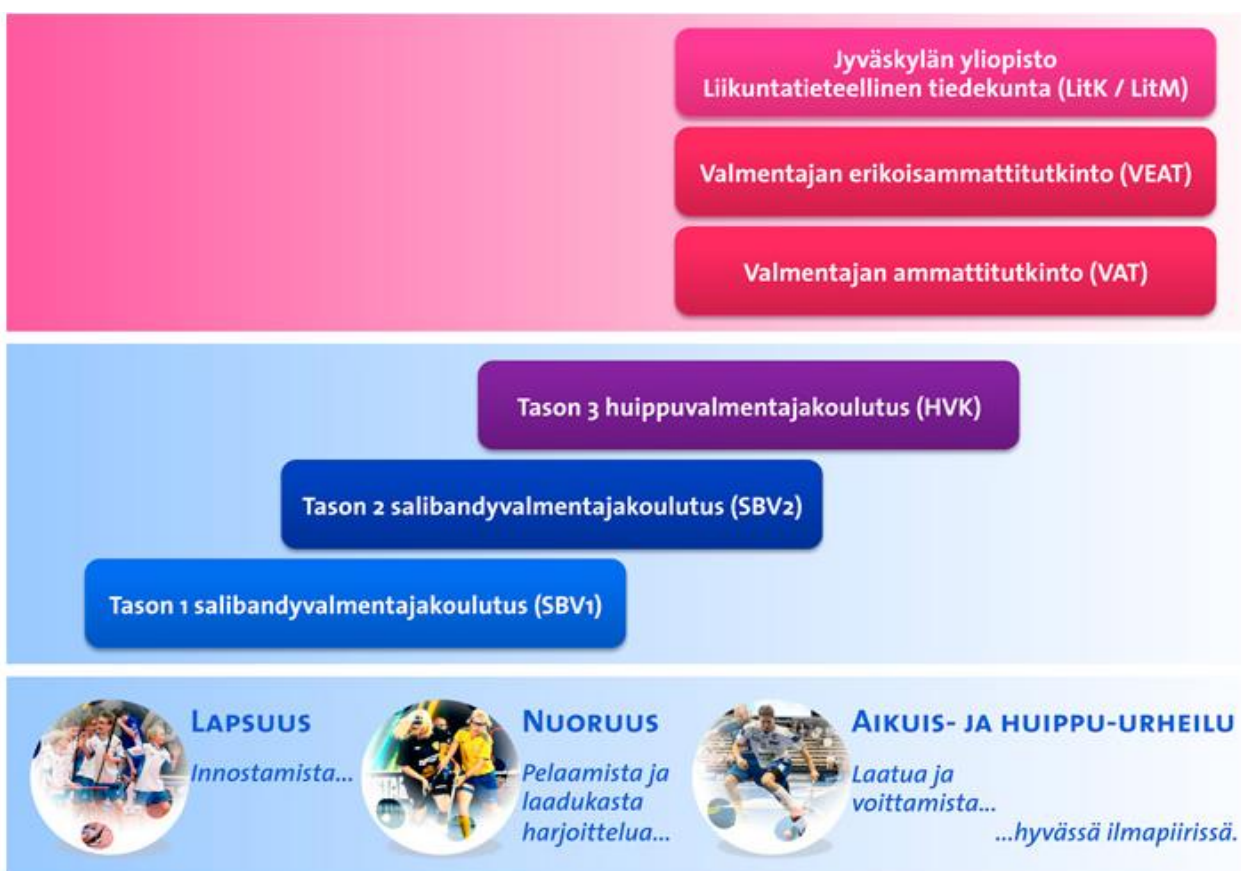 Jyväskylän yliopisto
Liikuntatieteellinen tiedekunta (LitK / LitM)
Valmentajan erikoisammattitutkinto (VEAT)
Valmentajan ammattitutkinto (VAT)
Tason 3 huippuvalmentajakoulutus (HVK)
Tason 2 salibandyvalmentajakoulutus (SBV2)
Tason 1 salibandyvalmentajakoulutus (SBV1)
LAPSUUS
Innostamista...
NUORUUS
Pelaamista ja
laadukasta
harjoittelua...
AIKUIS- JA HUIPPU-URHEILU
Laatua ja
voittamista...
...hyvässä ilmapiirissä.